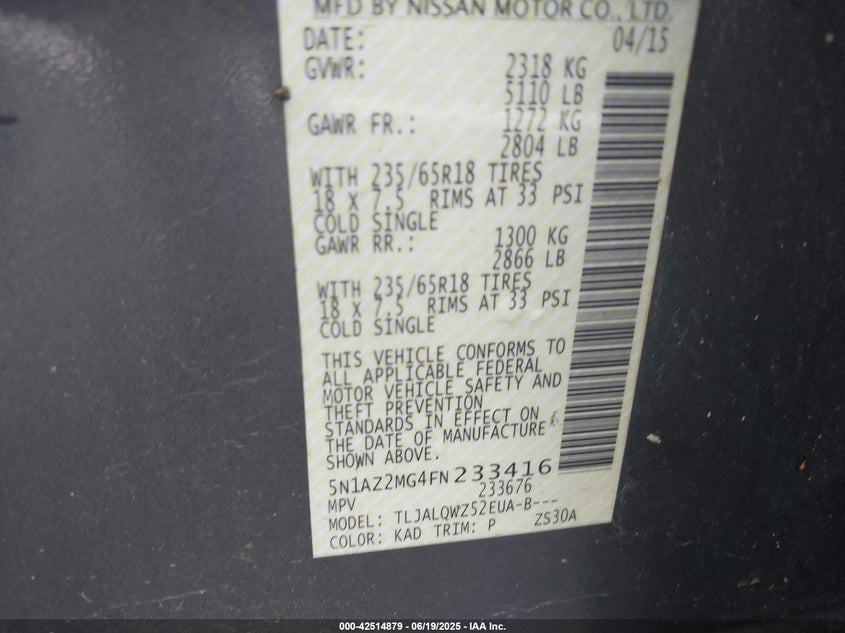 MFD BY NISSAN MOTOR CO., LTD.
DATE: 04/15
GVWR: 2318 KG
5110 LB
GAWR FR.: 1272 KG
2804 LB
WITH 235/65R18 TIRES
18 X 7.5 RIMS AT 33 PSI
COLD SINGLE
GAWR RR.: 1300 KG
2866 LB
WITH 235/65R18 TIRES
18 X 7.5 RIMS AT 33 PSI
COLD SINGLE
THIS VEHICLE CONFORMS TO
ALL APPLICABLE FEDERAL
MOTOR VEHICLE SAFETY AND
THEFT PREVENTION
STANDARDS IN EFFECT ON
THE DATE OF MANUFACTURE
SHOWN ABOVE.
5N1AZ2MG4FN233416
MPV 233676
MODEL: TLJALQWZ52EUA-B---
COLOR: KAD TRIM: P ZS30A
000-42514879 - 06/19/2025 - IAA Inc.